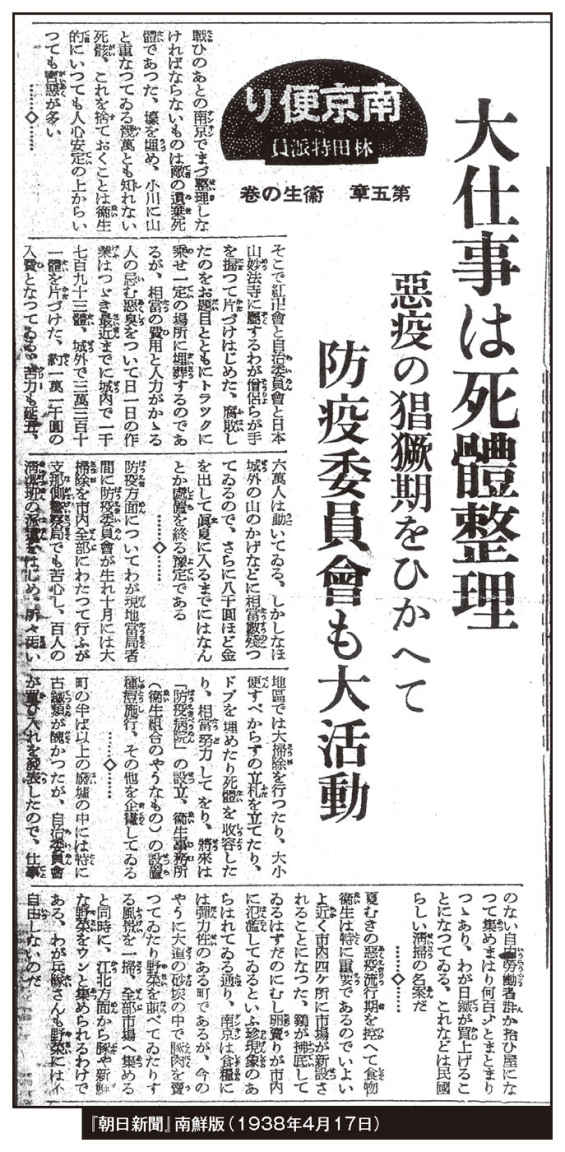 大仕事は死體整理
惡疫の猖獗期をひかへて
防疫委員會も大活動
南京便り
林田特派員
第五章 衞生の卷
戰ひのあとの南京でまづ整理しな
ければならないものは敵の遺棄死
體であつた、壕を埋め、小川に山
と重なつてゐる幾萬とも知れない
死骸、これを捨ておくことは衞生
的にいつても人心安定の上からい
つても害惡が多い
………◇………
そこで紅卍會と自治委員會と日本
山妙法寺に屬するわが僧侶らが手
を握つて片づけはじめた、腐敗し
たのをお題目とともにトラックに
乘せ一定の場所に埋葬するのであ
るが、相當の費用と人力がかゝる
人の忌む惡臭をついて日一日の作
業はつゞき最近までに城内で一千
七百九十三體、城外で三萬三百十
一體を片づけた、約一萬一千圓の
入費となつてゐる、苦力も延五、
六萬人は動いてゐる、しかしなほ
城外の山のかげなどに相當數殘つ
てゐるので、さらに八千圓ほど金
を出して眞夏に入るまでにはなん
とか處置を終る豫定である
………◇………
防疫方面についてわが現地當局者
間に防疫委員會が生れ十月には大
掃除を市内全部にわたつて行ふが
支那側警察局でも苦心し、百人の
清潔班の派遣をはじめ、所々
地區では大掃除を行つたり、大小
便すべからずの立札を立てたり、
ドブを埋めたり死體を收容した
り、相當努力してをり、將來は
「防疫病院」の設立、衞生事務所
(衞生組合のやうなもの)の設置
種痘施行、その他を企圖してゐる
………◇………
町の半ば以上の廢墟の中には特に
古 類が醜かつたが、自治委員會
が買ひ入れを發表したので、仕事
のない自由勞働者群が拾ひ屋にな
つて集めまはり何百㌧とまとまり
つゝあり、わが日鐵が買上げるこ
とになつてゐる、これなどは民國
らしい清掃の名案だ
………◇………
夏むきの惡疫流行期を控へて食物
衞生は特に重要であるのでいよい
よ近く市内四ケ所に市場が新設さ
れることになつた、鷄が拂底して
ゐるはずだのにむし卵賣りが市内
に氾濫してゐるといふ珍現象のあ
らはれてゐる通り、南京は食糧に
は彈力性のある町であるが、今の
やうに大道の砂埃の中で豚肉を賣
つてゐたり野菜を並べてゐたりす
る風景を一掃、全部市場へ集める
と同時に、江北方面から豚や新鮮
な野菜をウンと集められるわけで
ある、わが兵隊さんも野菜には不
自由しないのだ
『朝日新聞』南鮮版(1938年4月17日)